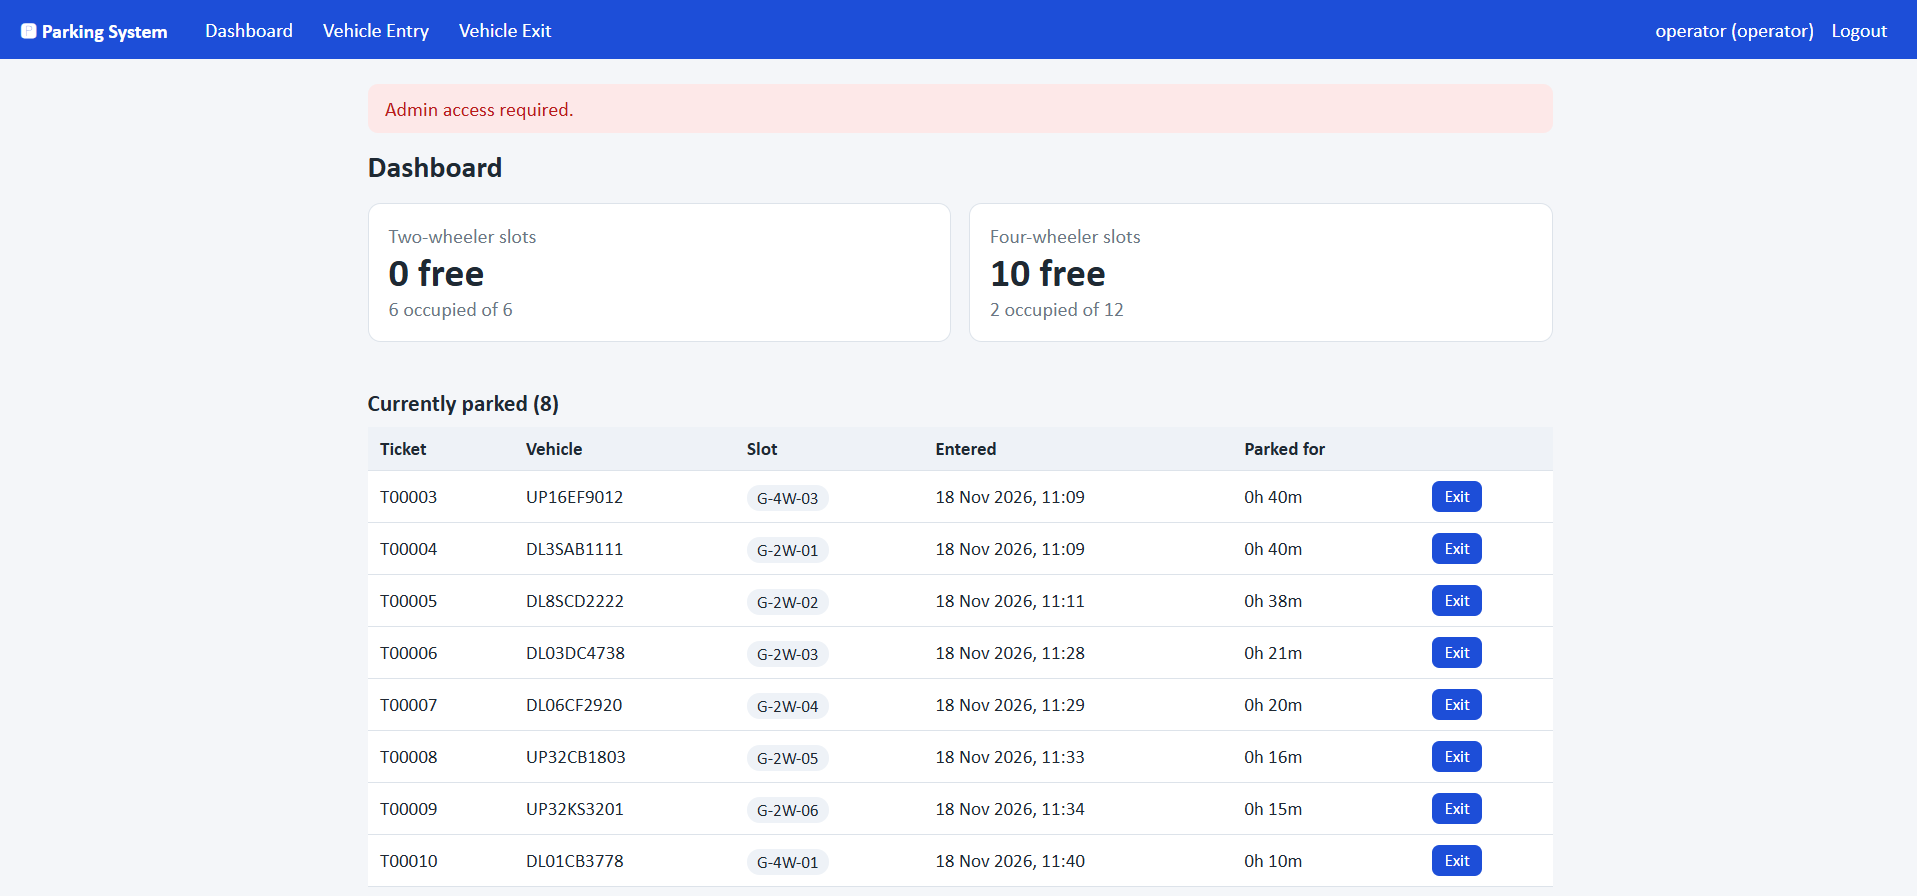 Parking System Dashboard Vehicle Entry Vehicle Exit operator (operator) Logout
Admin access required.
Dashboard
Two-wheeler slots
0 free
6 occupied of 6
Four-wheeler slots
10 free
2 occupied of 12
Currently parked (8)
Ticket Vehicle Slot Entered Parked for
T00003 UP16EF9012 G-4W-03 18 Nov 2026, 11:09 0h 40m Exit
T00004 DL3SAB1111 G-2W-01 18 Nov 2026, 11:09 0h 40m Exit
T00005 DL8SCD2222 G-2W-02 18 Nov 2026, 11:11 0h 38m Exit
T00006 DL03DC4738 G-2W-03 18 Nov 2026, 11:28 0h 21m Exit
T00007 DL06CF2920 G-2W-04 18 Nov 2026, 11:29 0h 20m Exit
T00008 UP32CB1803 G-2W-05 18 Nov 2026, 11:33 0h 16m Exit
T00009 UP32KS3201 G-2W-06 18 Nov 2026, 11:34 0h 15m Exit
T00010 DL01CB3778 G-4W-01 18 Nov 2026, 11:40 0h 10m Exit